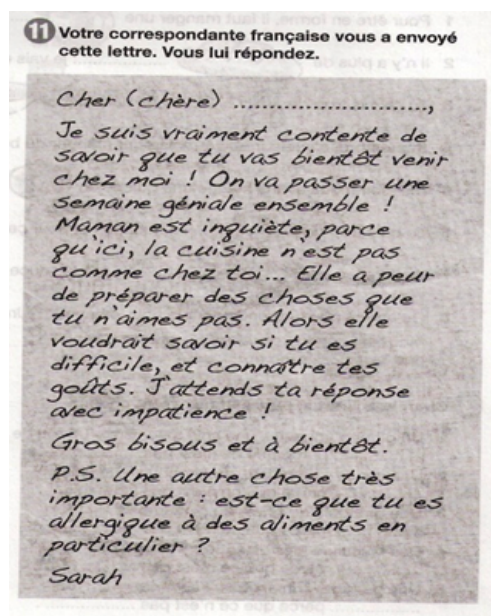 11 Votre correspondante française vous a envoyé
cette lettre. Vous lui répondez.
Cher (chère) ............................,
Je suis vraiment contente de
savoir que tu vas bientôt venir
chez moi ! On va passer une
semaine géniale ensemble !
Maman est inquiète, parce
qu'ici, la cuisine n'est pas
comme chez toi... Elle a peur
de préparer des choses que
tu n'aimes pas. Alors elle
voudrait savoir si tu es
difficile, et connaître tes
goûts. J'attends ta réponse
avec impatience !
Gros bisous et à bientôt.
P.S. Une autre chose très
importante : est-ce que tu es
allergique à des aliments en
particulier ?
Sarah